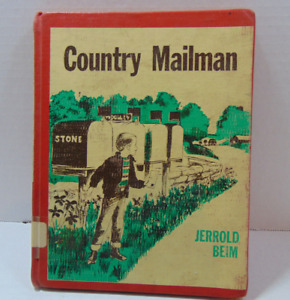 Country Mailman
STONE
JERROLD
BEIM